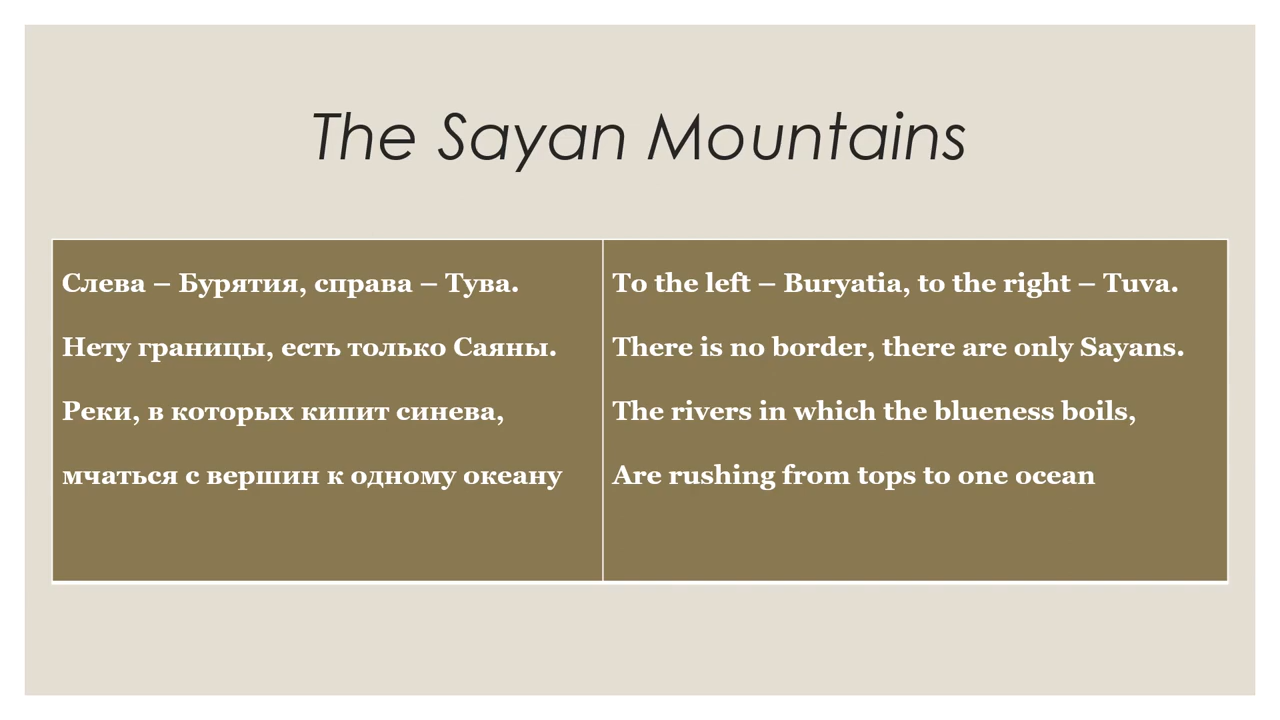 The Sayan Mountains
Слева – Бурятия, справа – Тува.
Нету границы, есть только Саяны.
Реки, в которых кипит синева,
мчаться с вершин к одному океану
To the left – Buryatia, to the right – Tuva.
There is no border, there are only Sayans.
The rivers in which the blueness boils,
Are rushing from tops to one ocean